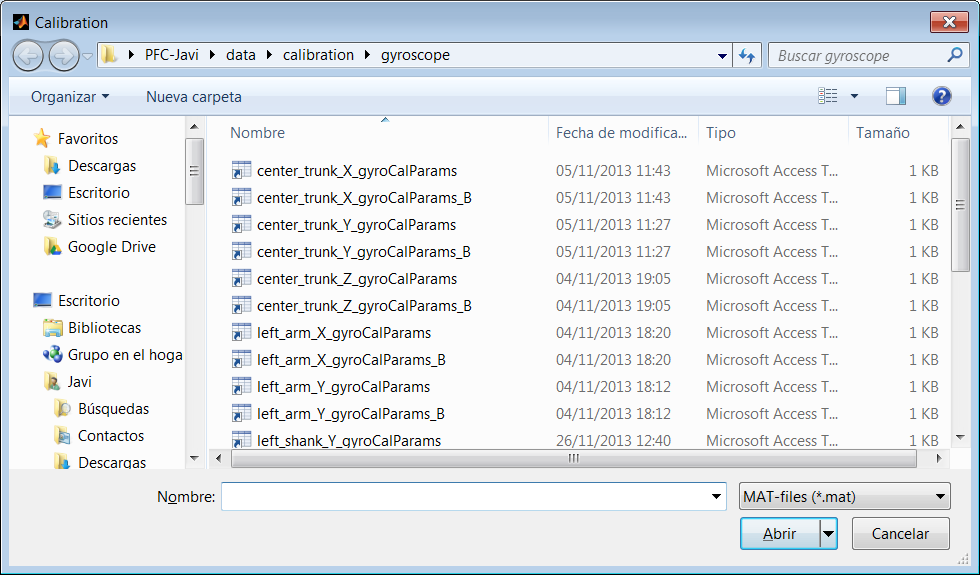 Calibration
PFC-Javi data calibration gyroscope
Buscar gyroscope
Organizar Nueva carpeta
Favoritos
Descargas
Escritorio
Sitios recientes
Google Drive
Escritorio
Bibliotecas
Grupo en el hoga
Javi
Búsquedas
Contactos
Descargas
Nombre Fecha de modifica... Tipo Tamaño
center_trunk_X_gyroCalParams 05/11/2013 11:43 Microsoft Access T... 1 KB
center_trunk_X_gyroCalParams_B 05/11/2013 11:43 Microsoft Access T... 1 KB
center_trunk_Y_gyroCalParams 05/11/2013 11:27 Microsoft Access T... 1 KB
center_trunk_Y_gyroCalParams_B 05/11/2013 11:27 Microsoft Access T... 1 KB
center_trunk_Z_gyroCalParams 04/11/2013 19:05 Microsoft Access T... 1 KB
center_trunk_Z_gyroCalParams_B 04/11/2013 19:05 Microsoft Access T... 1 KB
left_arm_X_gyroCalParams 04/11/2013 18:20 Microsoft Access T... 1 KB
left_arm_X_gyroCalParams_B 04/11/2013 18:20 Microsoft Access T... 1 KB
left_arm_Y_gyroCalParams 04/11/2013 18:12 Microsoft Access T... 1 KB
left_arm_Y_gyroCalParams_B 04/11/2013 18:12 Microsoft Access T... 1 KB
left_shank_Y_gyroCalParams 26/11/2013 12:40 Microsoft Access T... 1 KB
Nombre:
MAT-files (*.mat)
Abrir Cancelar